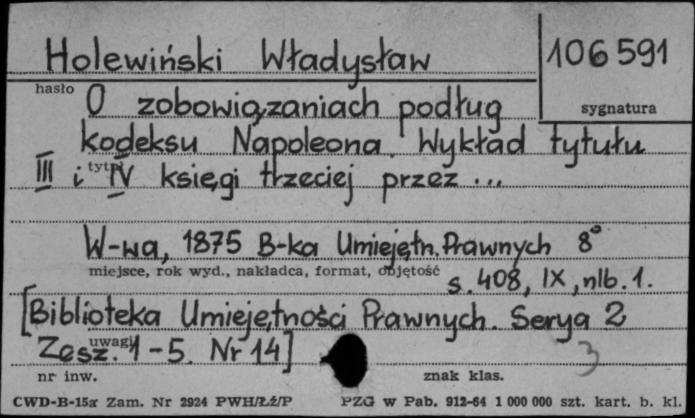 Holewiński Władysław
106591
hasło
sygnatura
O zobowiązaniach podług
kodeksu Napoleona. Wykład tytułu
tyt
III i IV księgi trzeciej przez ...
W-wa, 1875 B-ka Umiejętn. Prawnych 8°
miejsce, rok wyd., nakładca, format, objętość
s. 408, IX, nlb. 1.
[Biblioteka Umiejętności Prawnych. Serya 2
uwagi
Zesz. 1-5. Nr 14]
3
nr inw.
znak klas.
CWD-B-15a Zam. Nr 2924 PWH/Łź/P PZG w Pab. 912-64 1 000 000 szt. kart. b. kl.